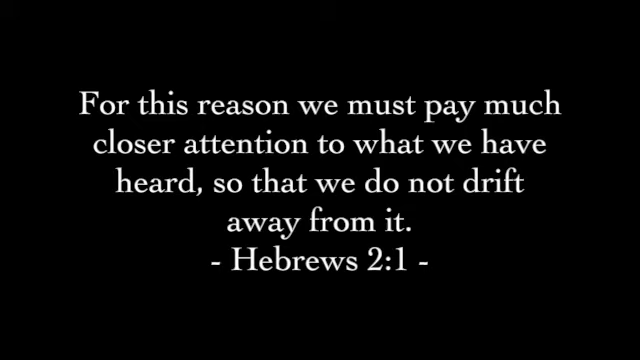 For this reason we must pay much
closer attention to what we have
heard, so that we do not drift
away from it.
- Hebrews 2:1 -